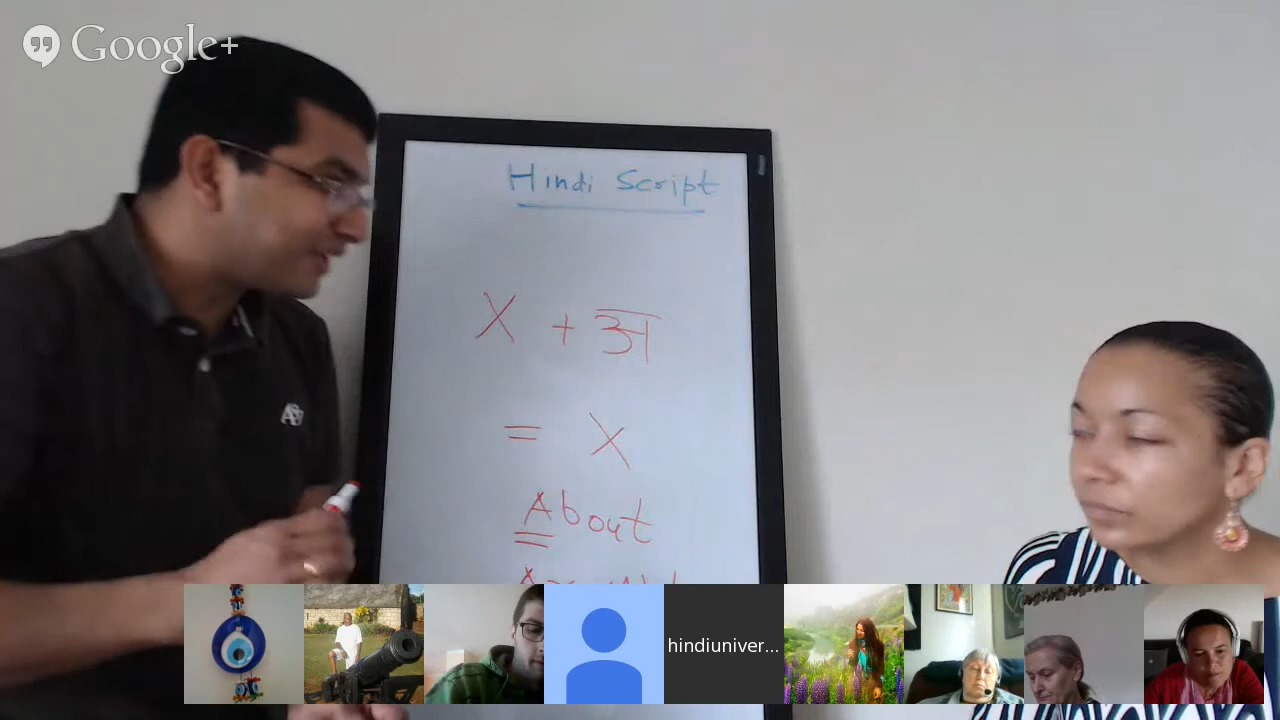 Google+
Hindi Script
X + अ
= X
About
hindiuniver...